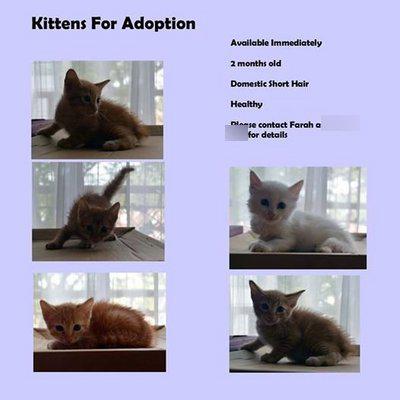 Kittens For Adoption
Available Immediately
2 months old
Domestic Short Hair
Healthy
Please contact Farah a
for details